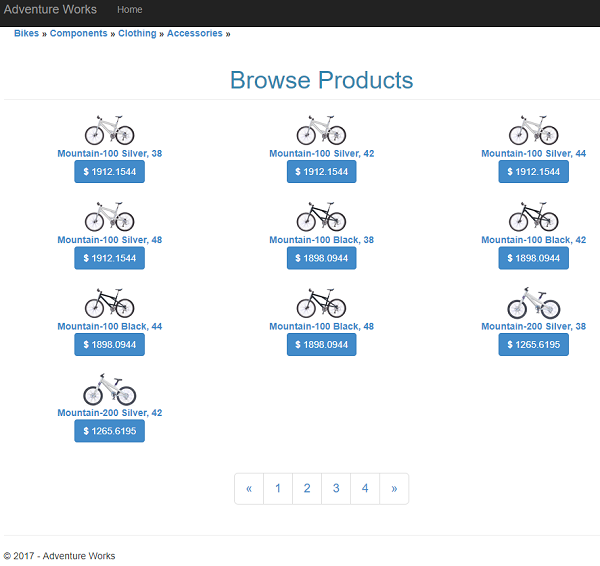 Adventure Works Home
Bikes » Components » Clothing » Accessories »
Browse Products
Mountain-100 Silver, 38 Mountain-100 Silver, 42 Mountain-100 Silver, 44
$ 1912.1544 $ 1912.1544 $ 1912.1544
Mountain-100 Silver, 48 Mountain-100 Black, 38 Mountain-100 Black, 42
$ 1912.1544 $ 1898.0944 $ 1898.0944
Mountain-100 Black, 44 Mountain-100 Black, 48 Mountain-200 Silver, 38
$ 1898.0944 $ 1898.0944 $ 1265.6195
Mountain-200 Silver, 42
$ 1265.6195
« 1 2 3 4 »
© 2017 - Adventure Works